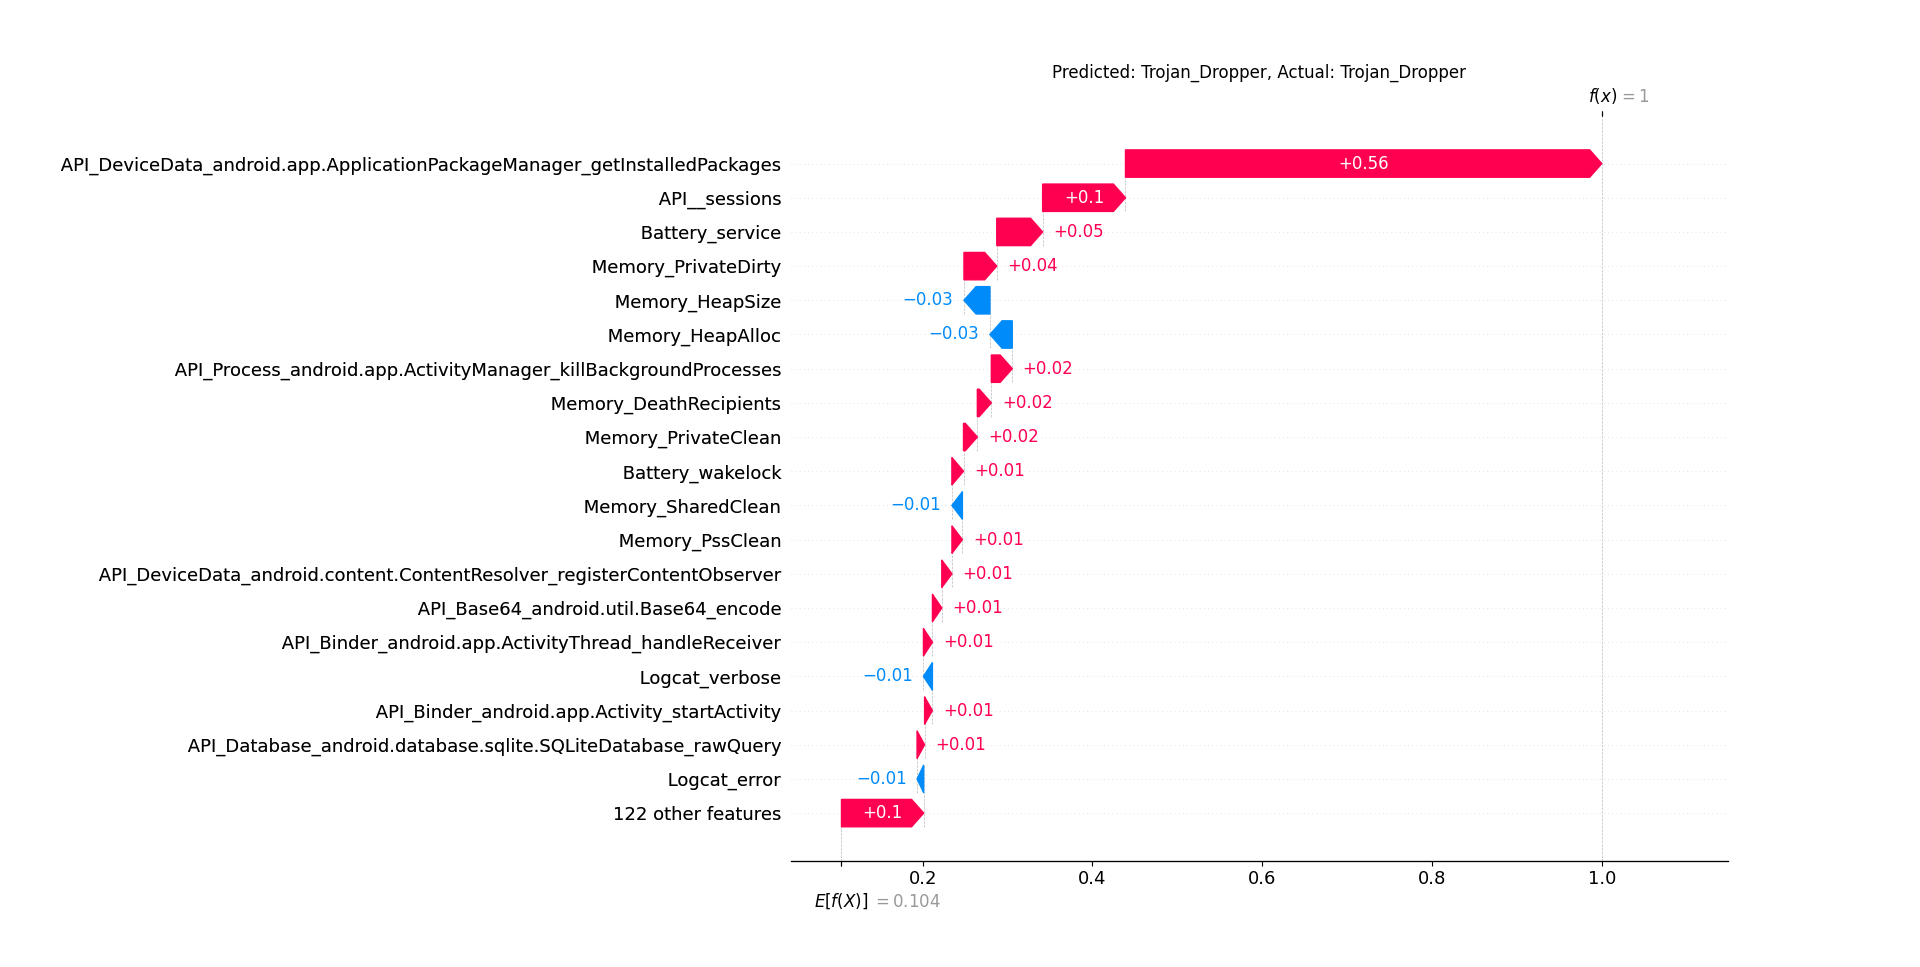 Predicted: Trojan_Dropper, Actual: Trojan_Dropper
f(x) = 1
API_DeviceData_android.app.ApplicationPackageManager_getInstalledPackages +0.56
API__sessions +0.1
Battery_service +0.05
Memory_PrivateDirty +0.04
Memory_HeapSize −0.03
Memory_HeapAlloc −0.03
API_Process_android.app.ActivityManager_killBackgroundProcesses +0.02
Memory_DeathRecipients +0.02
Memory_PrivateClean +0.02
Battery_wakelock +0.01
Memory_SharedClean −0.01
Memory_PssClean +0.01
API_DeviceData_android.content.ContentResolver_registerContentObserver +0.01
API_Base64_android.util.Base64_encode +0.01
API_Binder_android.app.ActivityThread_handleReceiver +0.01
Logcat_verbose −0.01
API_Binder_android.app.Activity_startActivity +0.01
API_Database_android.database.sqlite.SQLiteDatabase_rawQuery +0.01
Logcat_error −0.01
122 other features +0.1
0.2 0.4 0.6 0.8 1.0
E[f(X)] = 0.104